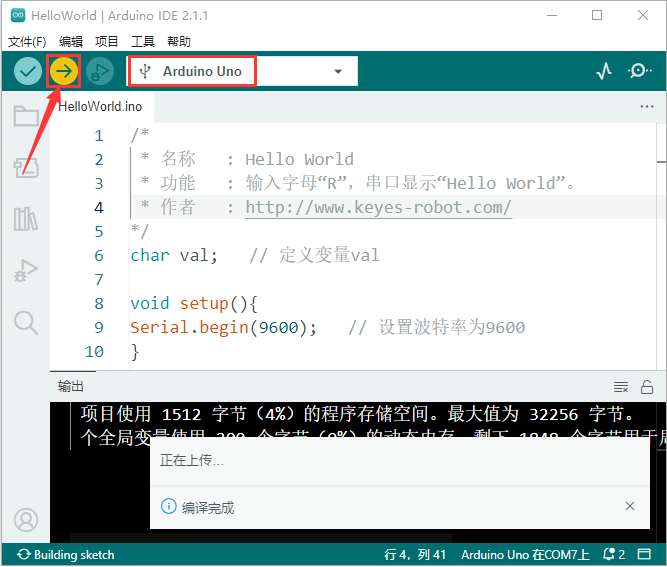 HelloWorld | Arduino IDE 2.1.1
文件(F) 编辑 项目 工具 帮助
Arduino Uno
HelloWorld.ino
1 /*
2 * 名称 : Hello World
3 * 功能 : 输入字母“R”，串口显示“Hello World”。
4 * 作者 : http://www.keyes-robot.com/
5 */
6 char val; // 定义变量val
7
8 void setup(){
9 Serial.begin(9600); // 设置波特率为9600
10 }
输出
项目使用 1512 字节 (4%) 的程序存储空间。最大值为 32256 字节。
个全局变量使用 200 个字节 (9%) 的动态内存，剩下 1848 个字节用于局
正在上传...
编译完成
Building sketch 行 4，列 41 Arduino Uno 在COM7上 2